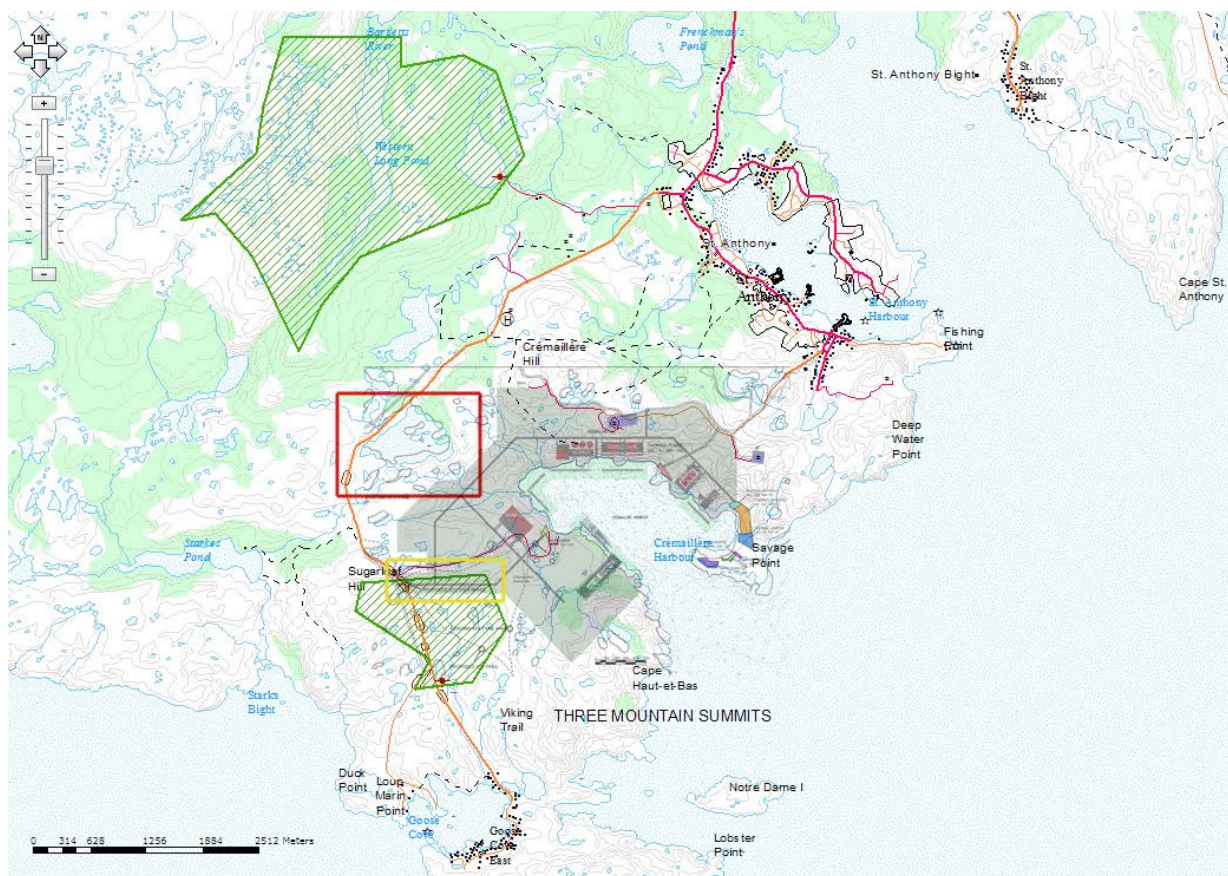 N
Bartletts
River
Frenchman's
Pond
St. Anthony Bight
St.
Anthony
Bight
+
Western
Long Pond
St. Anthony
Anthony
Cape St.
Anthony
St. Anthony
Harbour
Fishing
Point
H
Crémaillère
Hill
Deep
Water
Point
Starkes
Pond
Crémaillère
Harbour
Savage
Point
Sugarloaf
Hill
Cape
Haut-et-Bas
Starks
Bight
Viking
Trail
THREE MOUNTAIN SUMMITS
Duck
Point
Loup
Marin
Point
Notre Dame I
Goose
Cove
Goose
Cove
East
Lobster
Point
0 314 628 1256 1884 2512 Meters